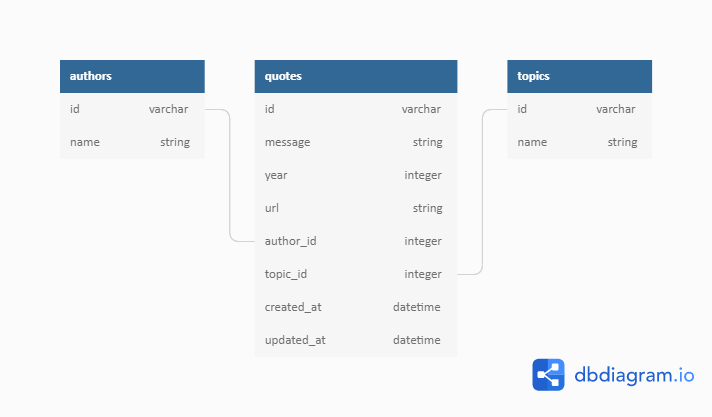 authors
id varchar
name string
quotes
id varchar
message string
year integer
url string
author_id integer
topic_id integer
created_at datetime
updated_at datetime
topics
id varchar
name string
dbdiagram.io